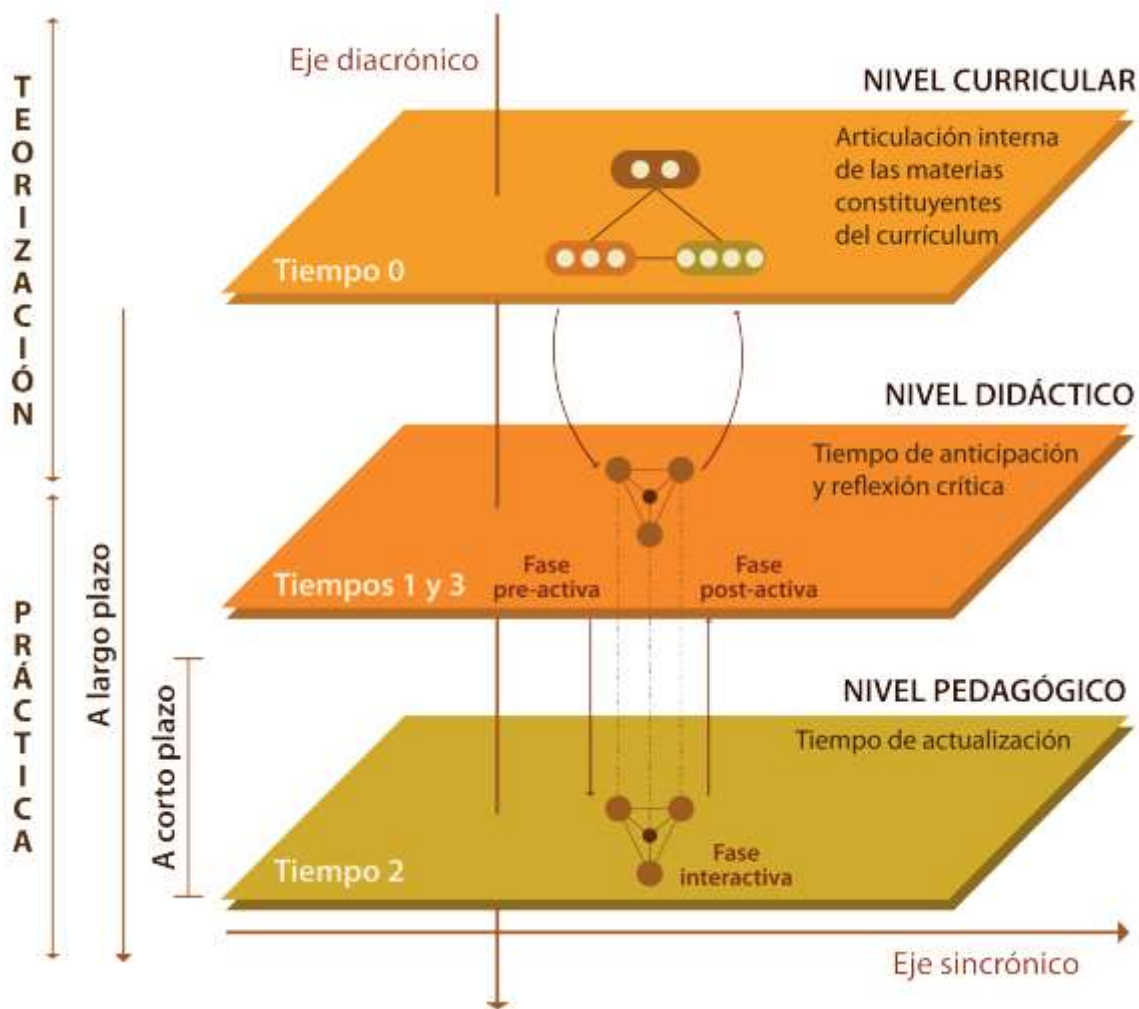 TEORIZACIÓN
PRÁCTICA
A largo plazo
A corto plazo
Eje diacrónico
NIVEL CURRICULAR
Articulación interna
de las materias
constituyentes
del currículum
Tiempo 0
NIVEL DIDÁCTICO
Tiempo de anticipación
y reflexión crítica
Tiempos 1 y 3
Fase
pre-activa
Fase
post-activa
NIVEL PEDAGÓGICO
Tiempo de actualización
Tiempo 2
Fase
interactiva
Eje sincrónico